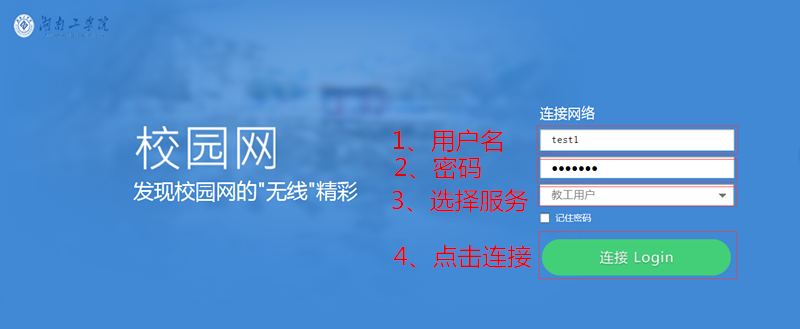 湖南工学院
校园网
发现校园网的"无线"精彩
连接网络
1、用户名
test1
2、密码
●●●●●●●
3、选择服务
教工用户
记住密码
4、点击连接
连接 Login